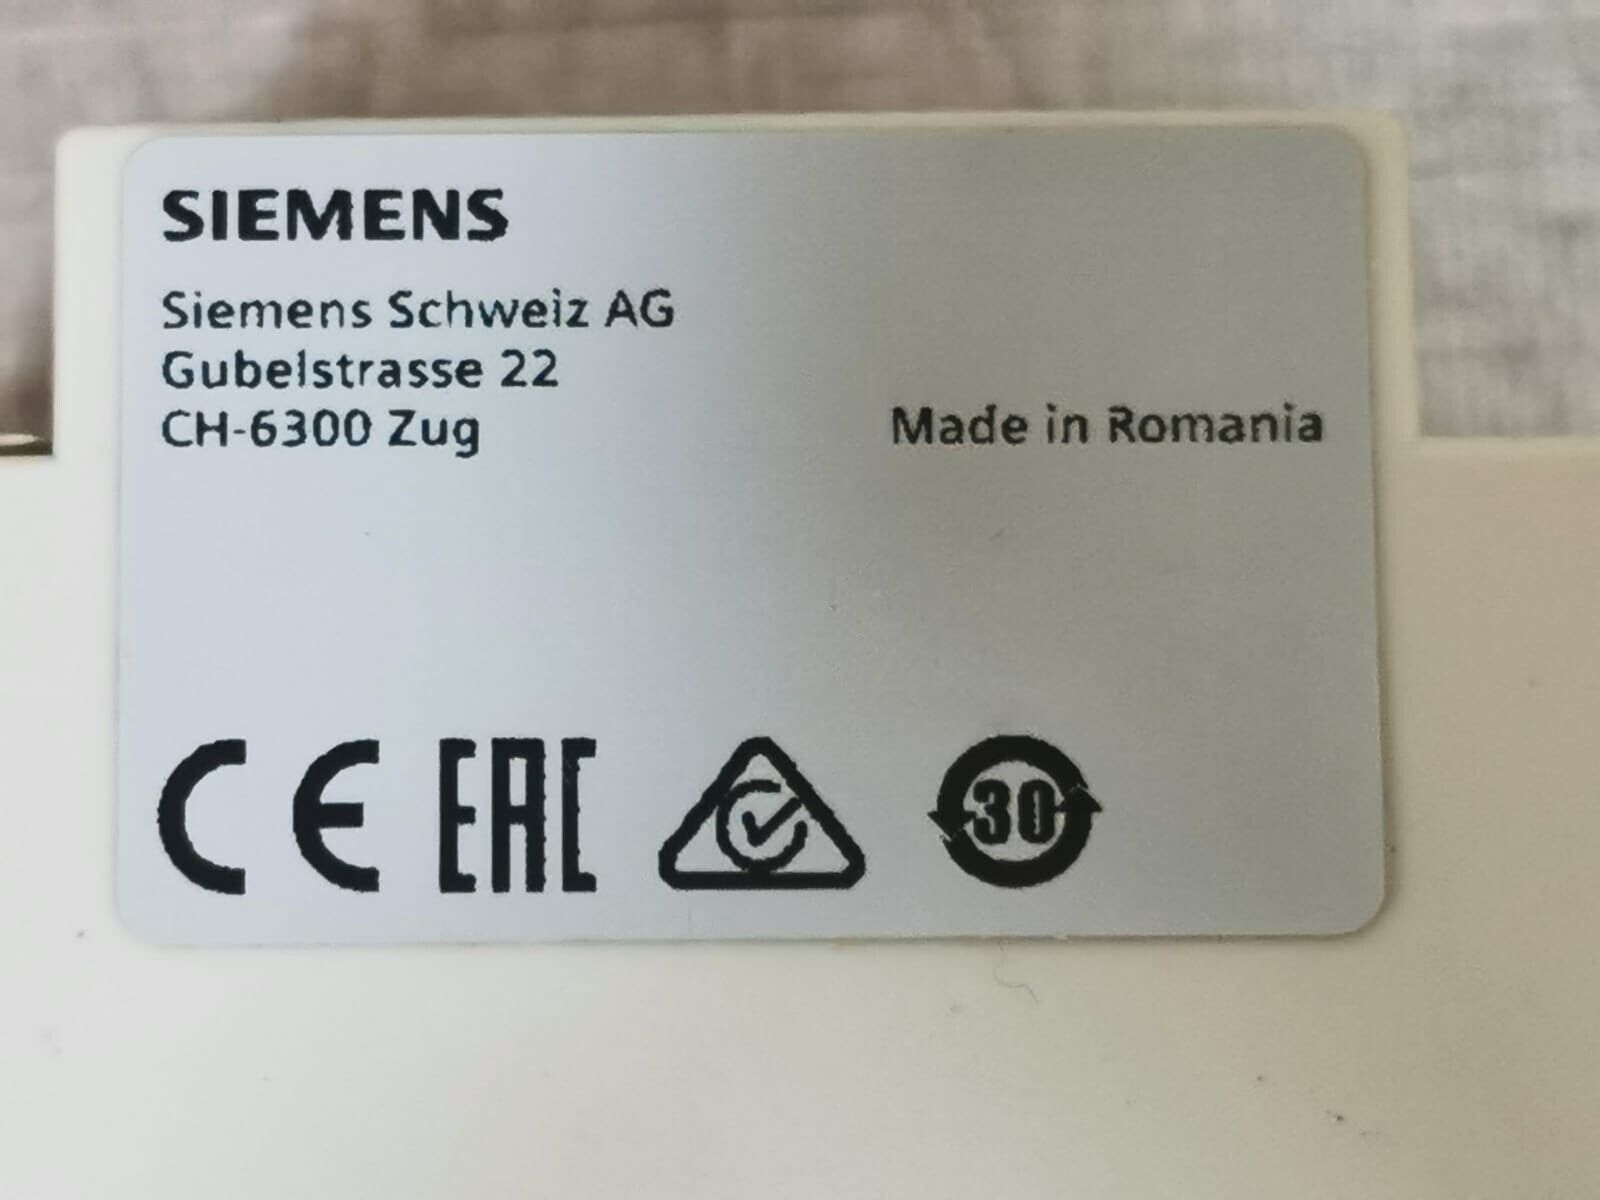 SIEMENS
Siemens Schweiz AG
Gubelstrasse 22
CH-6300 Zug
Made in Romania
CE EAC 30